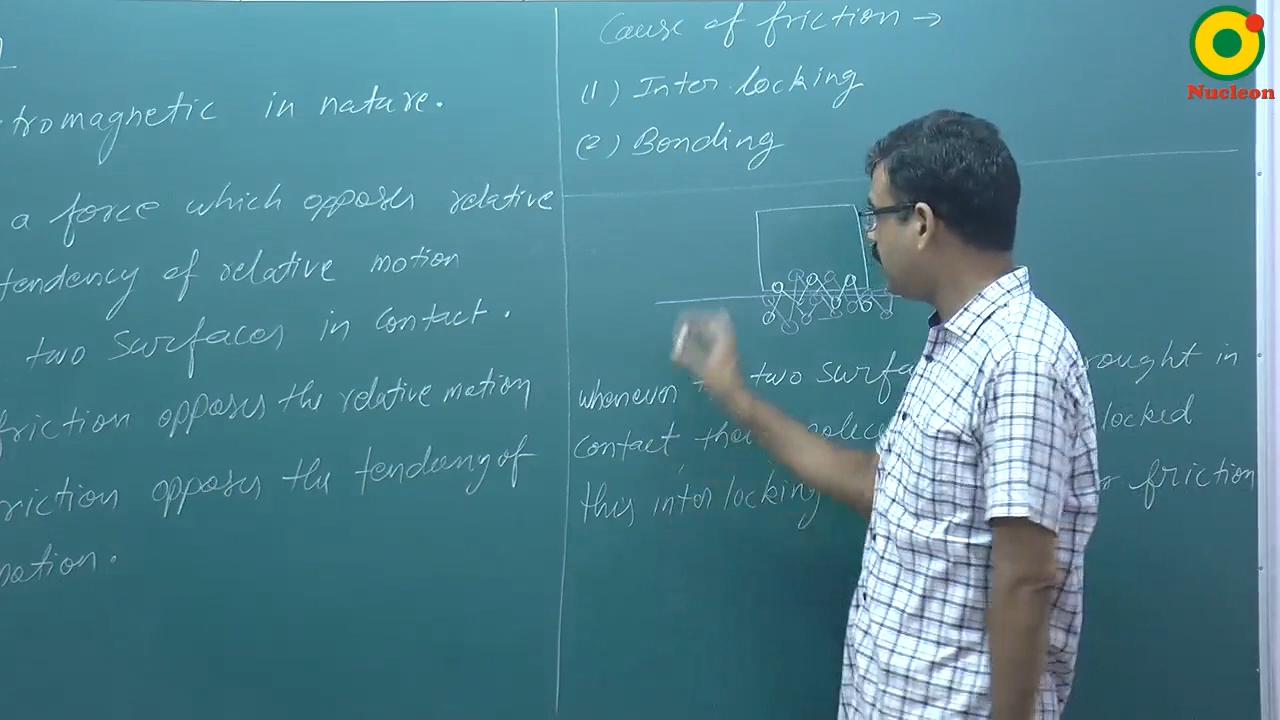 tromagnetic in nature.
a force which opposes relative
tendency of relative motion
two surfaces in contact.
friction opposes the relative motion
riction opposes the tendency of
motion.
Cause of friction →
(1) Inter locking
(2) Bonding
whenever two surfa rought in
contact, locked
this inter locking friction
Nucleon